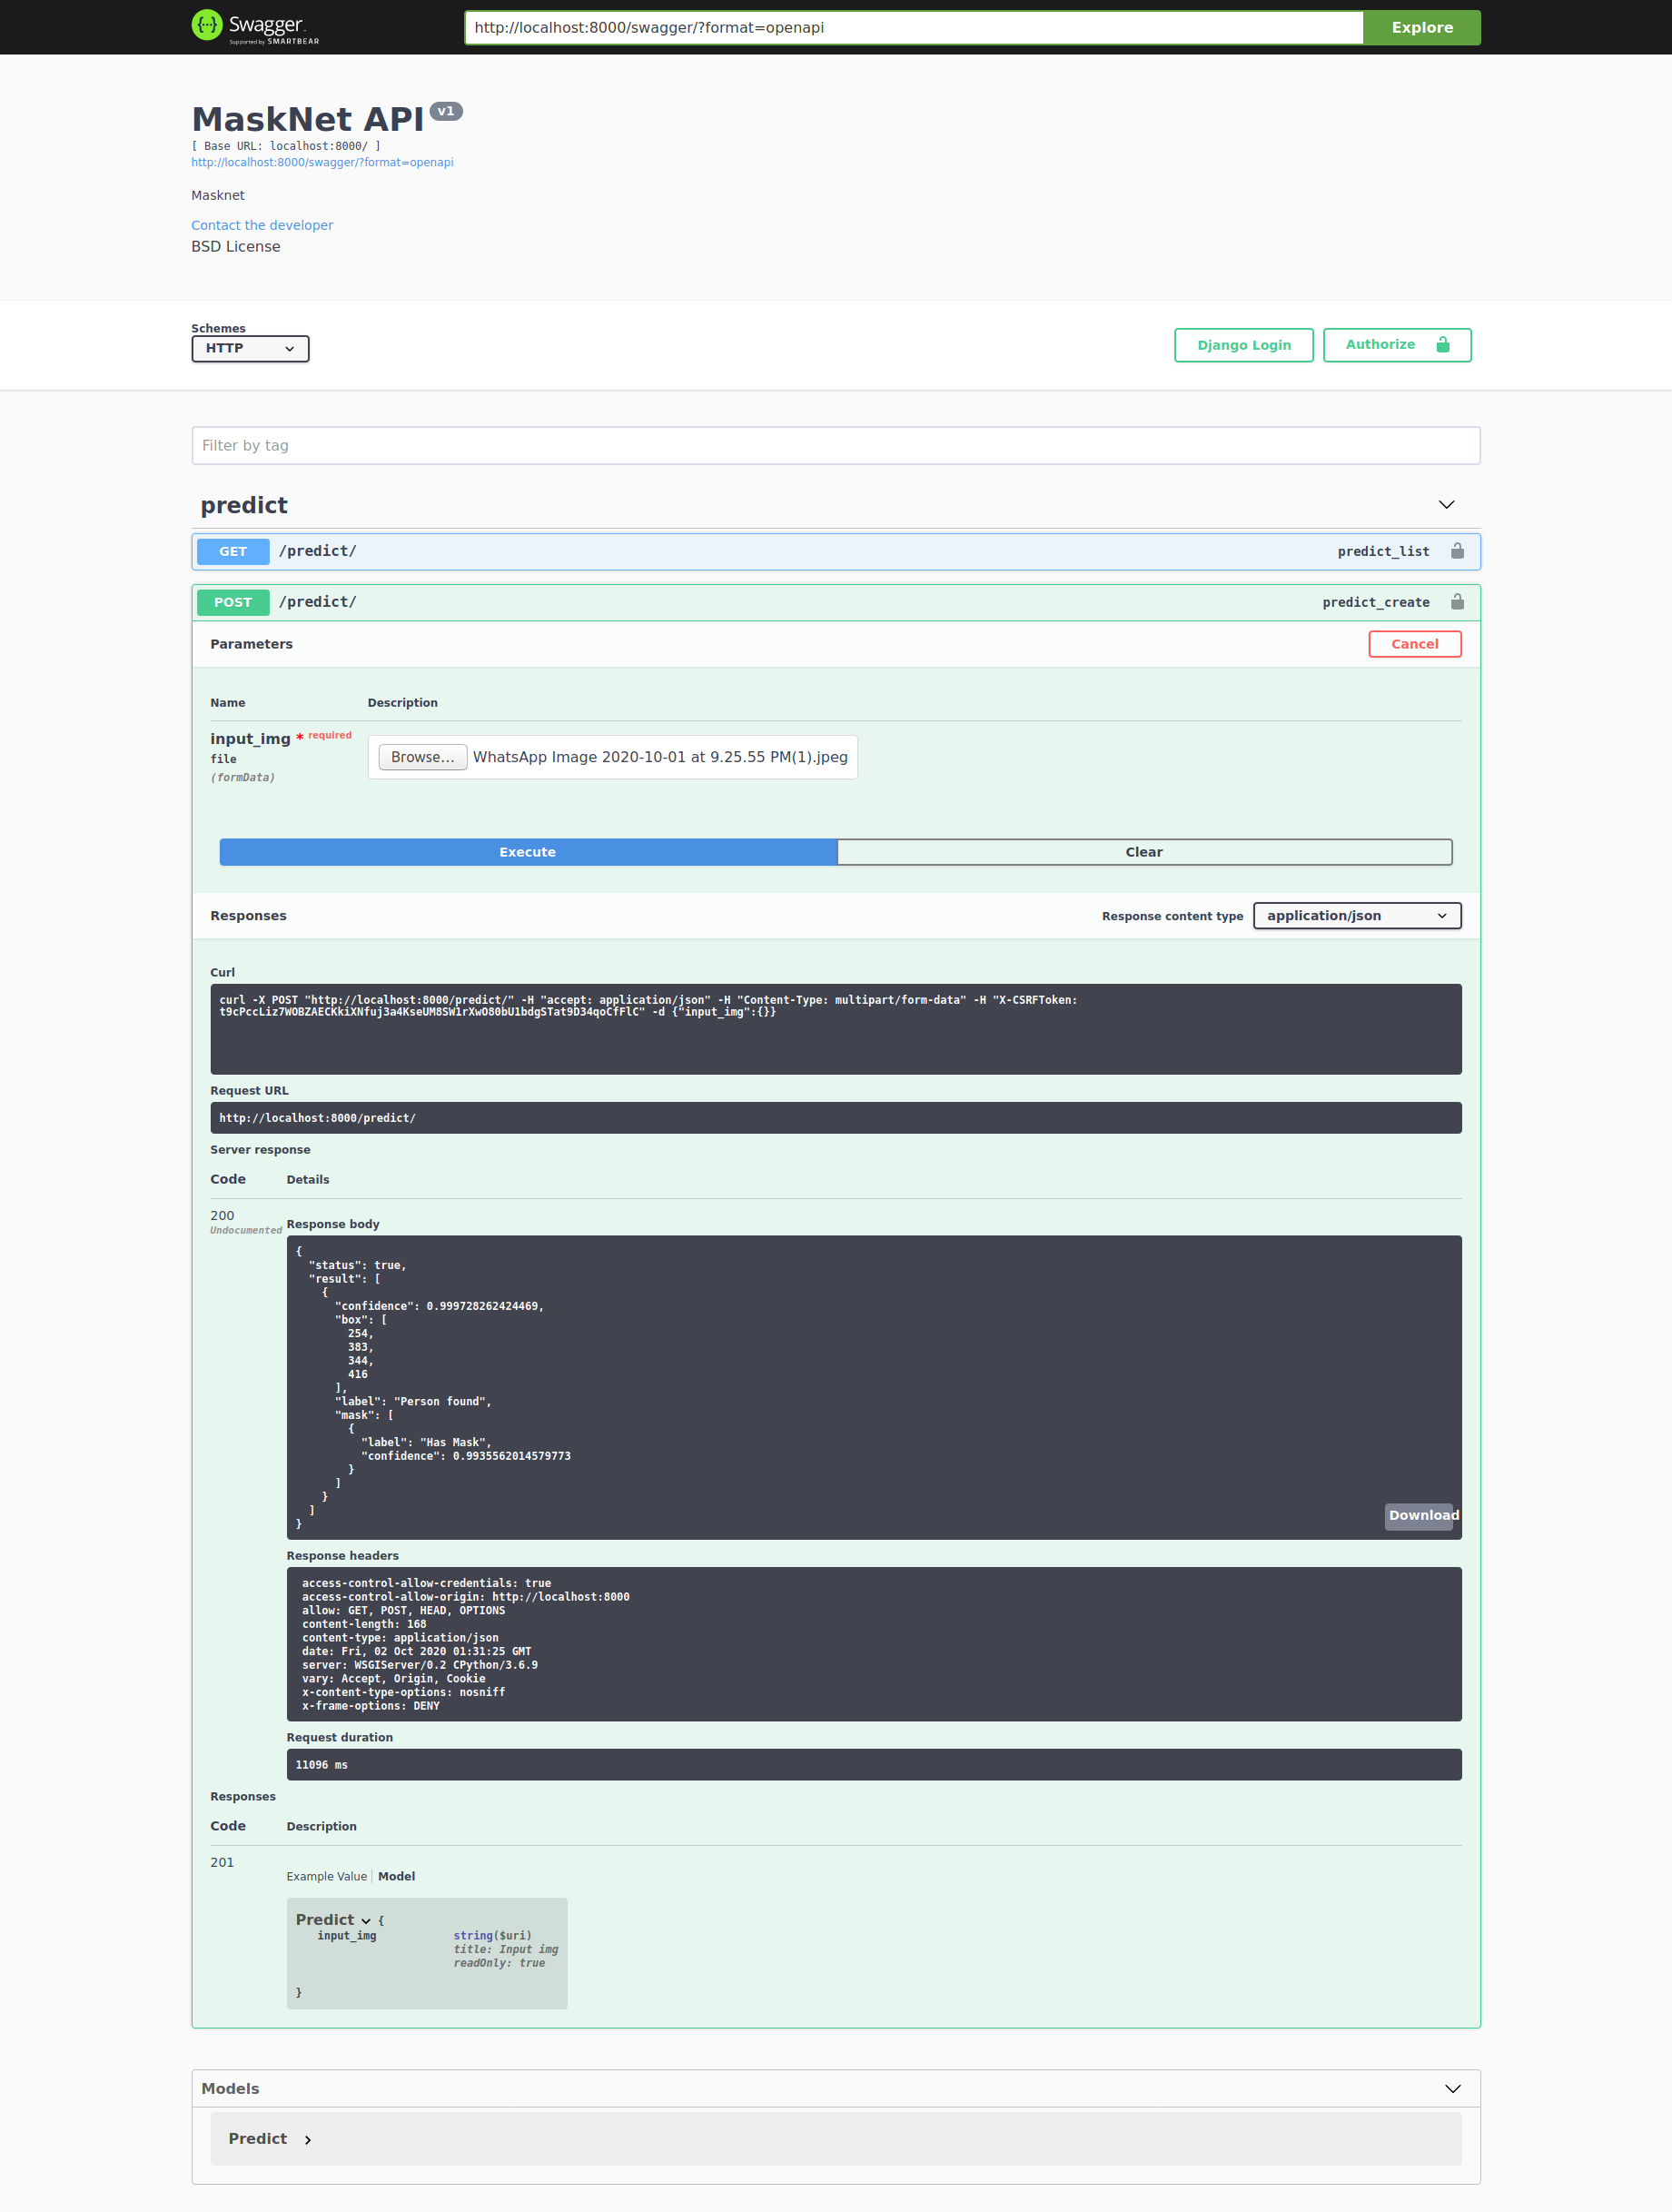 {···} Swagger.
Supported by SMARTBEAR
http://localhost:8000/swagger/?format=openapi
Explore
MaskNet API v1
[ Base URL: localhost:8000/ ]
http://localhost:8000/swagger/?format=openapi
Masknet
Contact the developer
BSD License
Schemes
HTTP
Django Login
Authorize
Filter by tag
predict
GET /predict/ predict_list
POST /predict/ predict_create
Parameters
Cancel
Name Description
input_img * required
file
(formData)
Browse… WhatsApp Image 2020-10-01 at 9.25.55 PM(1).jpeg
Execute
Clear
Responses
Response content type
application/json
Curl
curl -X POST "http://localhost:8000/predict/" -H "accept: application/json" -H "Content-Type: multipart/form-data" -H "X-CSRFToken:
t9cPccLiz7WOBZAECKkiXNfuj3a4KseUM8SW1rXwO80bU1bdgSTat9D34qoCfFlC" -d {"input_img":{}}
Request URL
http://localhost:8000/predict/
Server response
Code Details
200
Undocumented
Response body
{
"status": true,
"result": [
{
"confidence": 0.999728262424469,
"box": [
254,
383,
344,
416
],
"label": "Person found",
"mask": [
{
"label": "Has Mask",
"confidence": 0.9935562014579773
}
]
}
]
}
Download
Response headers
access-control-allow-credentials: true
access-control-allow-origin: http://localhost:8000
allow: GET, POST, HEAD, OPTIONS
content-length: 168
content-type: application/json
date: Fri, 02 Oct 2020 01:31:25 GMT
server: WSGIServer/0.2 CPython/3.6.9
vary: Accept, Origin, Cookie
x-content-type-options: nosniff
x-frame-options: DENY
Request duration
11096 ms
Responses
Code Description
201
Example Value Model
Predict {
input_img string($uri)
title: Input img
readOnly: true
}
Models
Predict